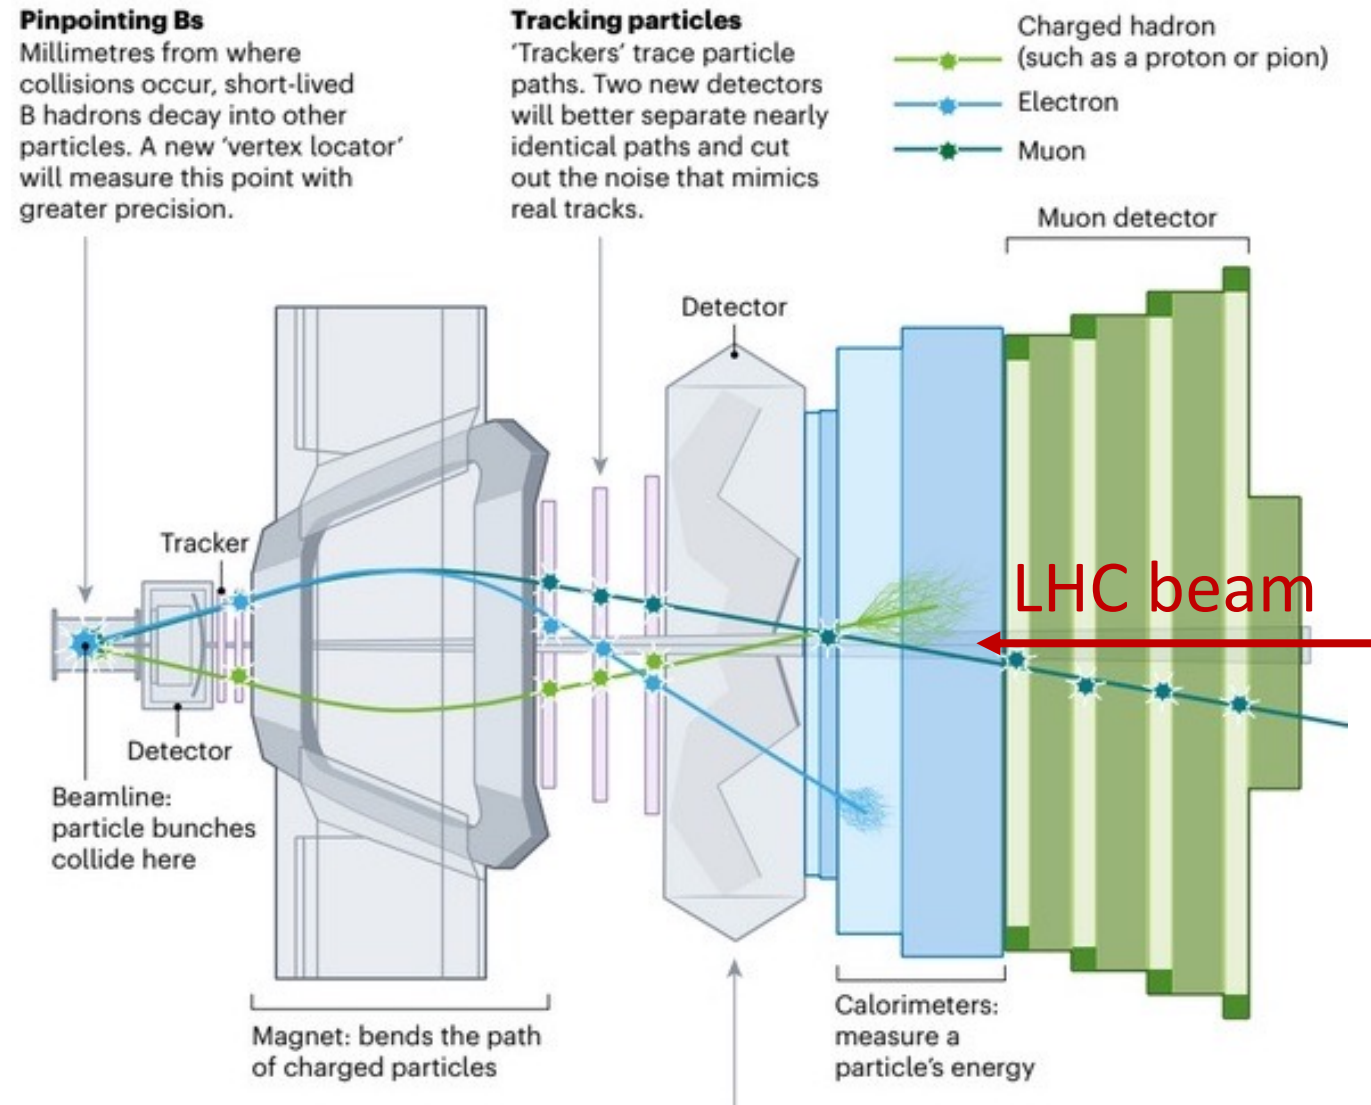 Pinpointing Bs
Millimetres from where
collisions occur, short-lived
B hadrons decay into other
particles. A new ‘vertex locator’
will measure this point with
greater precision.
Tracking particles
‘Trackers’ trace particle
paths. Two new detectors
will better separate nearly
identical paths and cut
out the noise that mimics
real tracks.
Charged hadron
(such as a proton or pion)
Electron
Muon
Muon detector
Detector
Tracker
LHC beam
Detector
Beamline:
particle bunches
collide here
Magnet: bends the path
of charged particles
Calorimeters:
measure a
particle’s energy